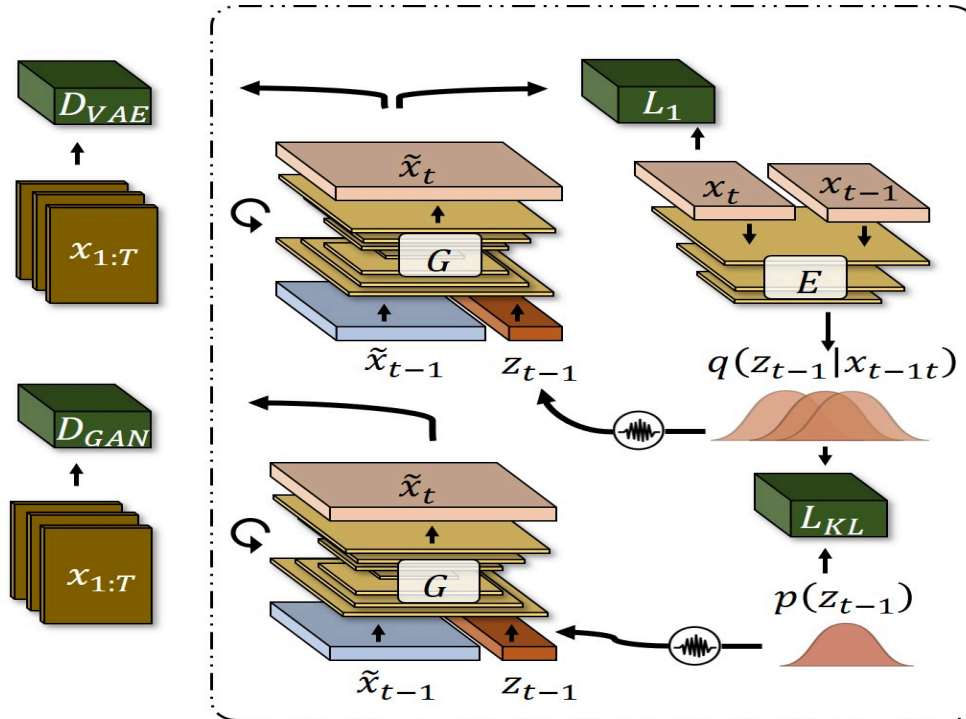 D_{VAE}
x_{1:T}
L_1
x̃_t
G
x̃_{t-1}
z_{t-1}
x_t
x_{t-1}
E
q(z_{t-1}|x_{t-1t})
D_{GAN}
x_{1:T}
x̃_t
G
x̃_{t-1}
z_{t-1}
L_{KL}
p(z_{t-1})